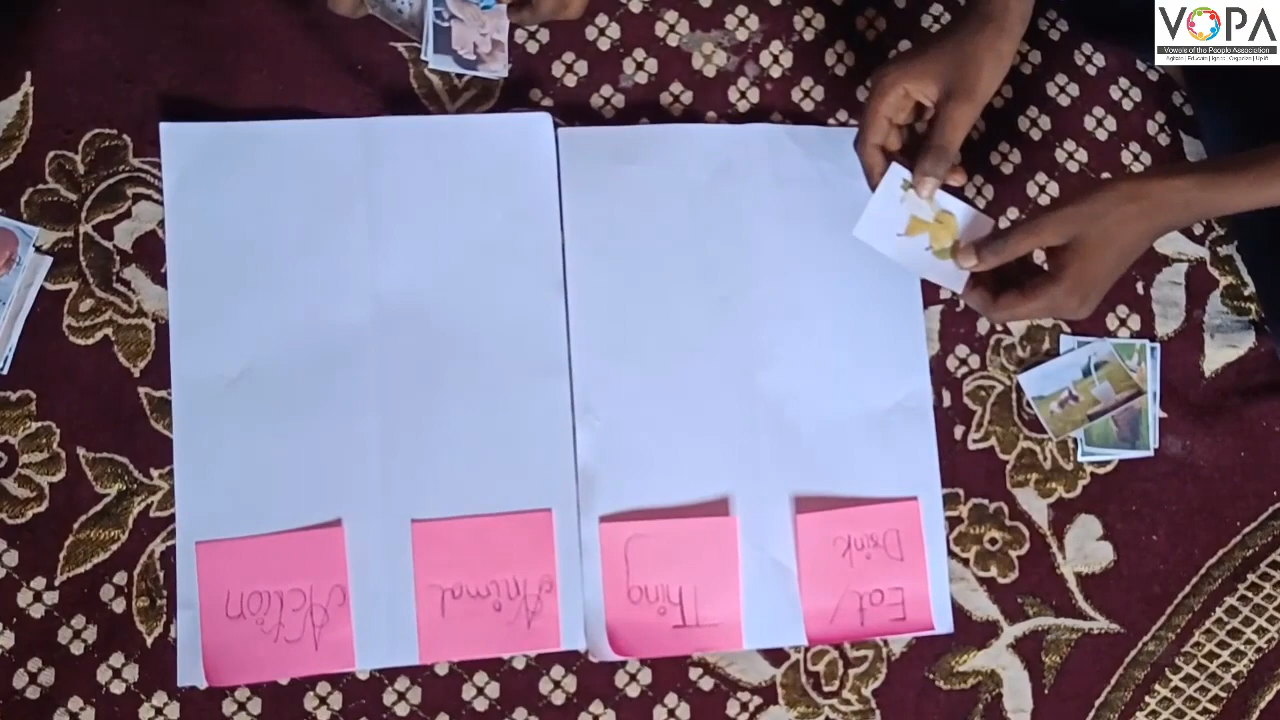 VOPA
Vowels of the People Association
Eat/
Drink
Thing
Animal
Action